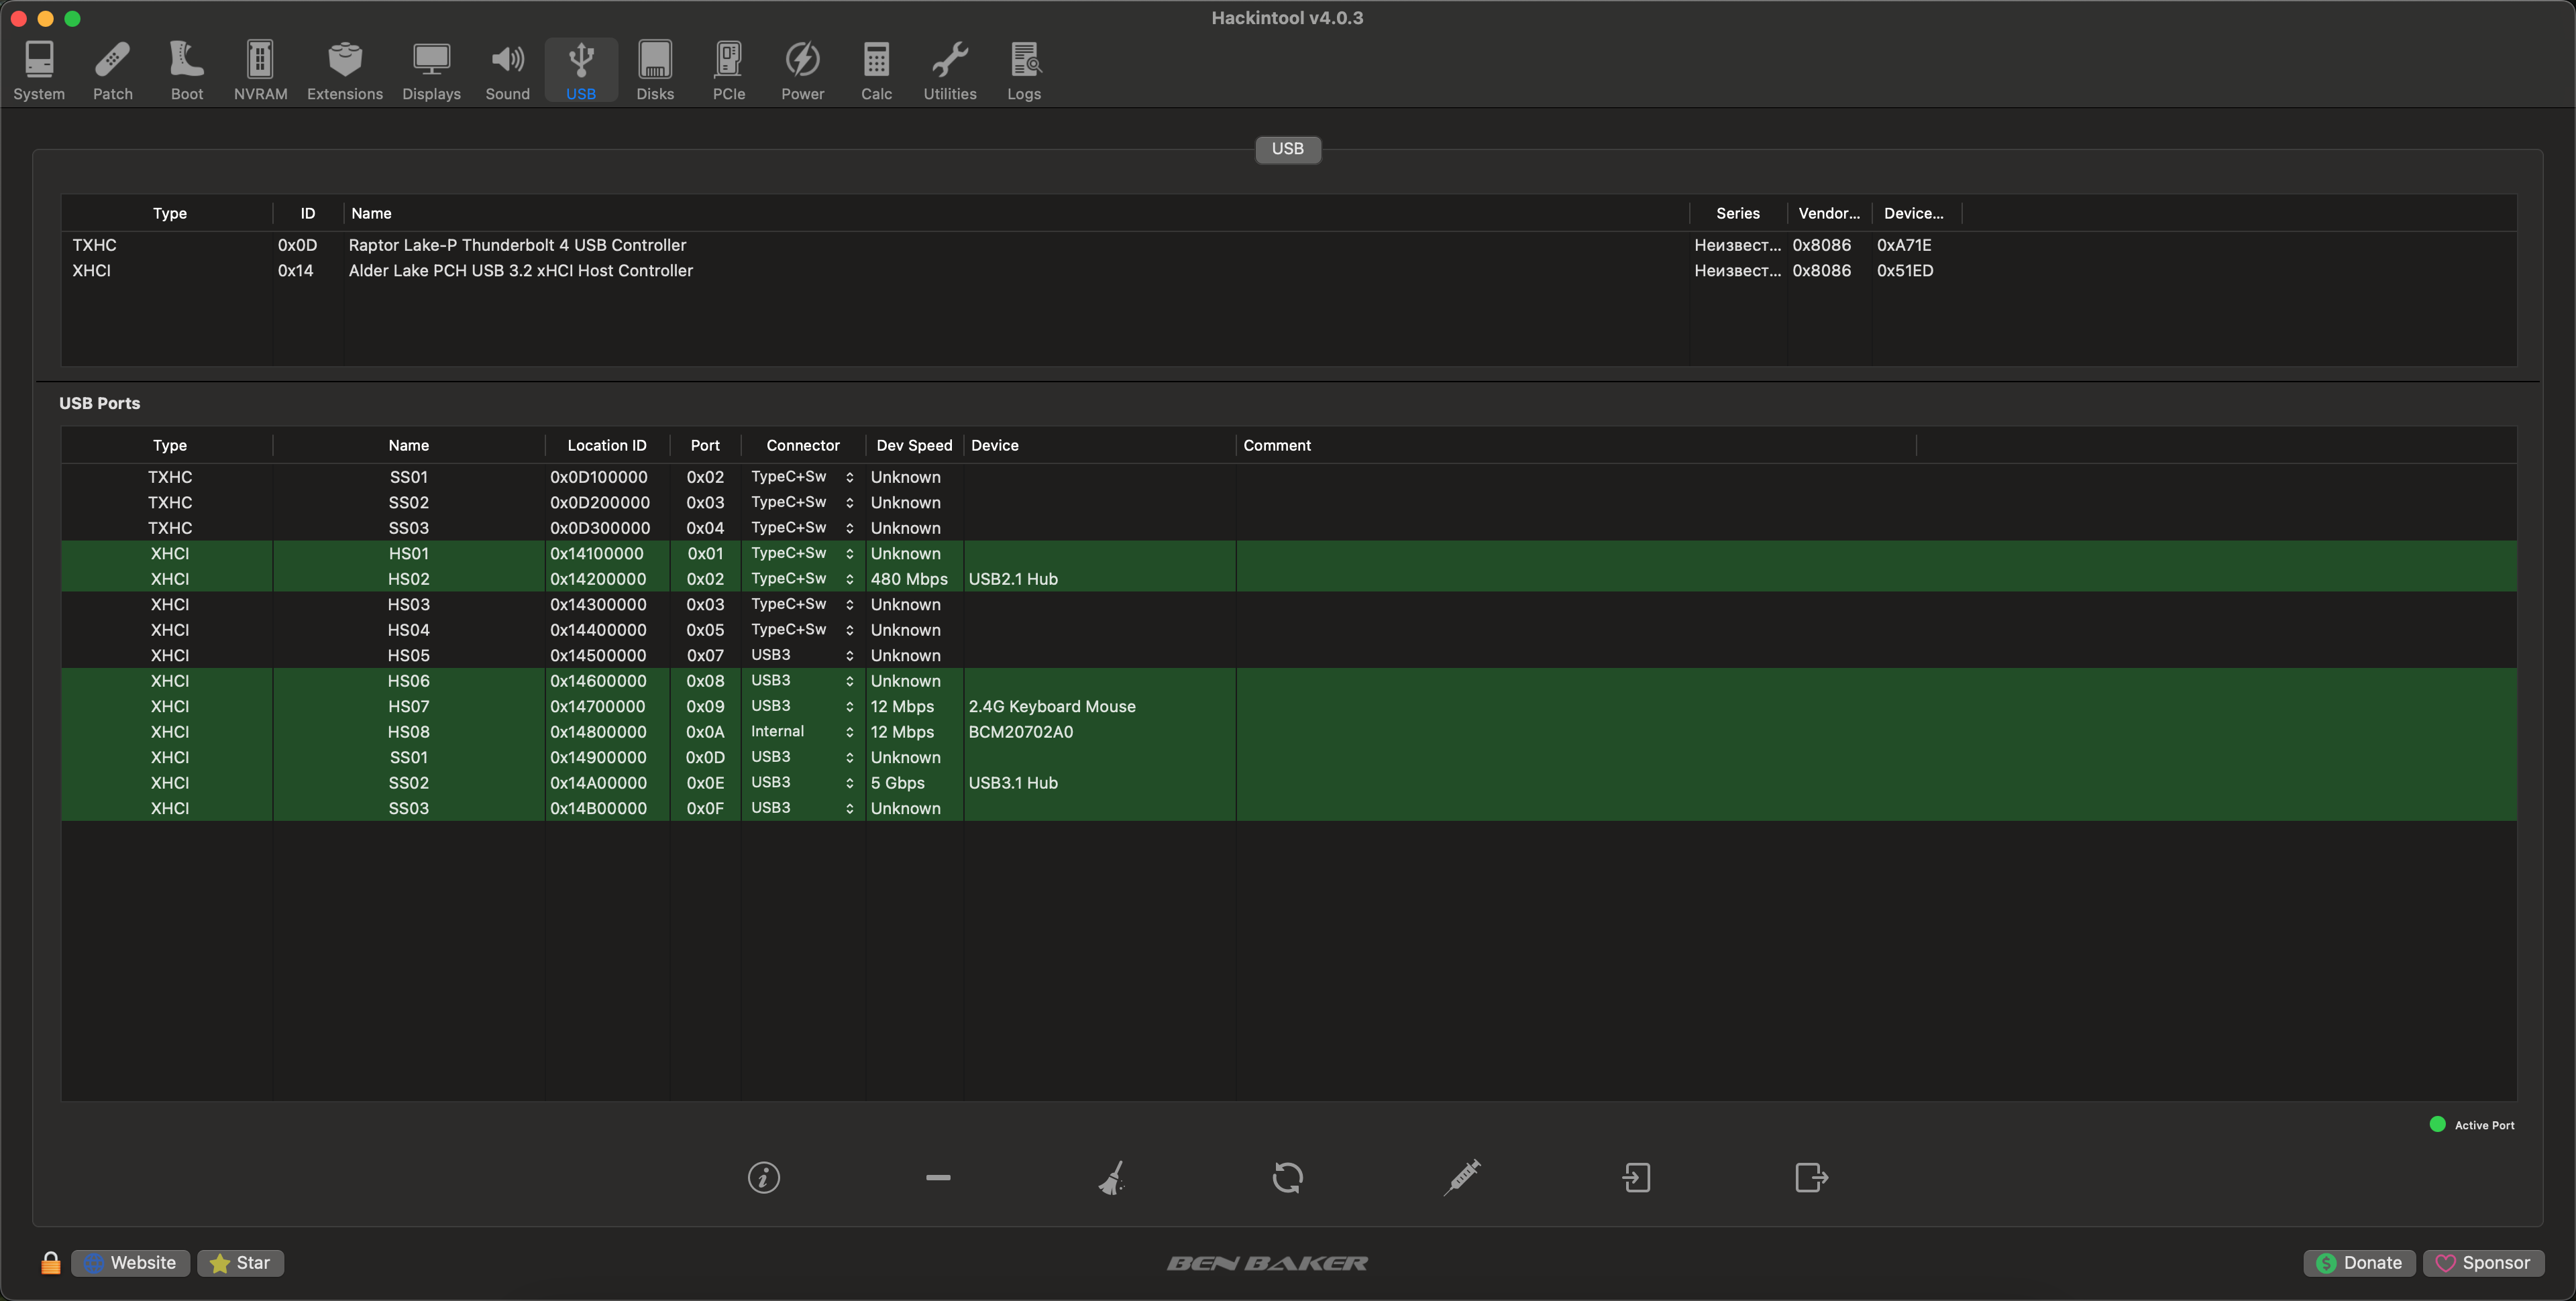 Hackintool v4.0.3
System Patch Boot NVRAM Extensions Displays Sound USB Disks PCIe Power Calc Utilities Logs
USB
Type ID Name Series Vendor... Device...
TXHC 0x0D Raptor Lake-P Thunderbolt 4 USB Controller Неизвест... 0x8086 0xA71E
XHCI 0x14 Alder Lake PCH USB 3.2 xHCI Host Controller Неизвест... 0x8086 0x51ED
USB Ports
Type Name Location ID Port Connector Dev Speed Device Comment
TXHC SS01 0x0D100000 0x02 TypeC+Sw Unknown
TXHC SS02 0x0D200000 0x03 TypeC+Sw Unknown
TXHC SS03 0x0D300000 0x04 TypeC+Sw Unknown
XHCI HS01 0x14100000 0x01 TypeC+Sw Unknown
XHCI HS02 0x14200000 0x02 TypeC+Sw 480 Mbps USB2.1 Hub
XHCI HS03 0x14300000 0x03 TypeC+Sw Unknown
XHCI HS04 0x14400000 0x05 TypeC+Sw Unknown
XHCI HS05 0x14500000 0x07 USB3 Unknown
XHCI HS06 0x14600000 0x08 USB3 Unknown
XHCI HS07 0x14700000 0x09 USB3 12 Mbps 2.4G Keyboard Mouse
XHCI HS08 0x14800000 0x0A Internal 12 Mbps BCM20702A0
XHCI SS01 0x14900000 0x0D USB3 Unknown
XHCI SS02 0x14A00000 0x0E USB3 5 Gbps USB3.1 Hub
XHCI SS03 0x14B00000 0x0F USB3 Unknown
Active Port
Website Star BEN BAKER Donate Sponsor